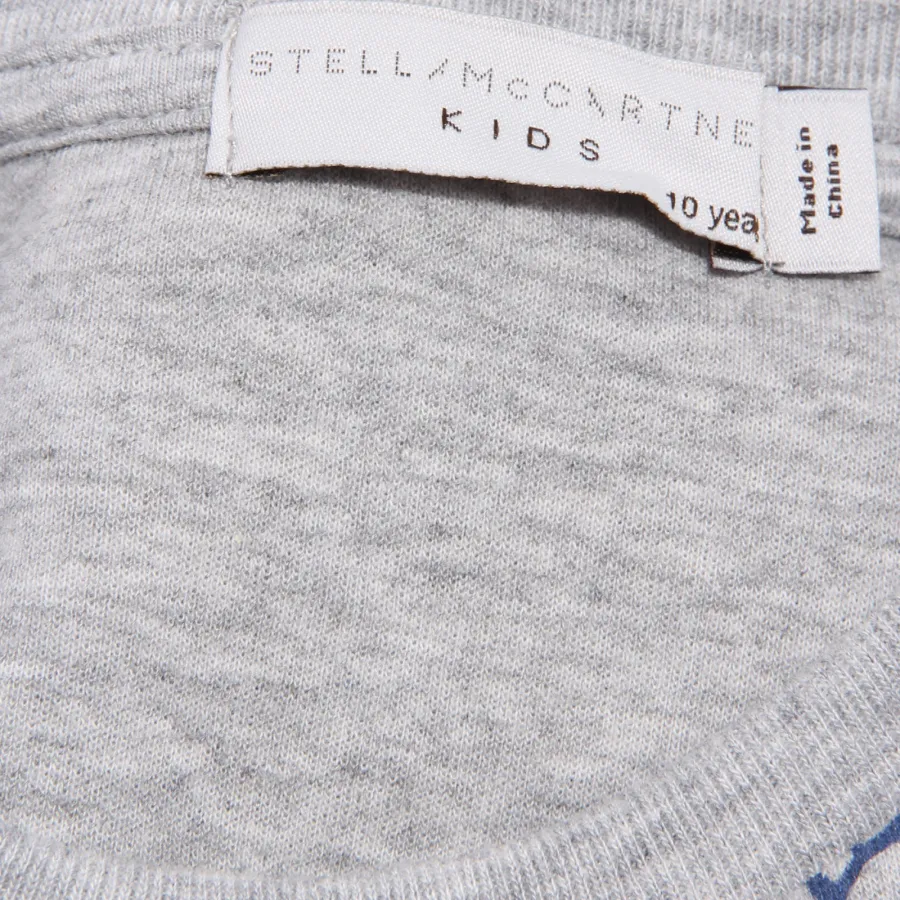 STELL/McCARTNE
KIDS
10 yea
Made in
China